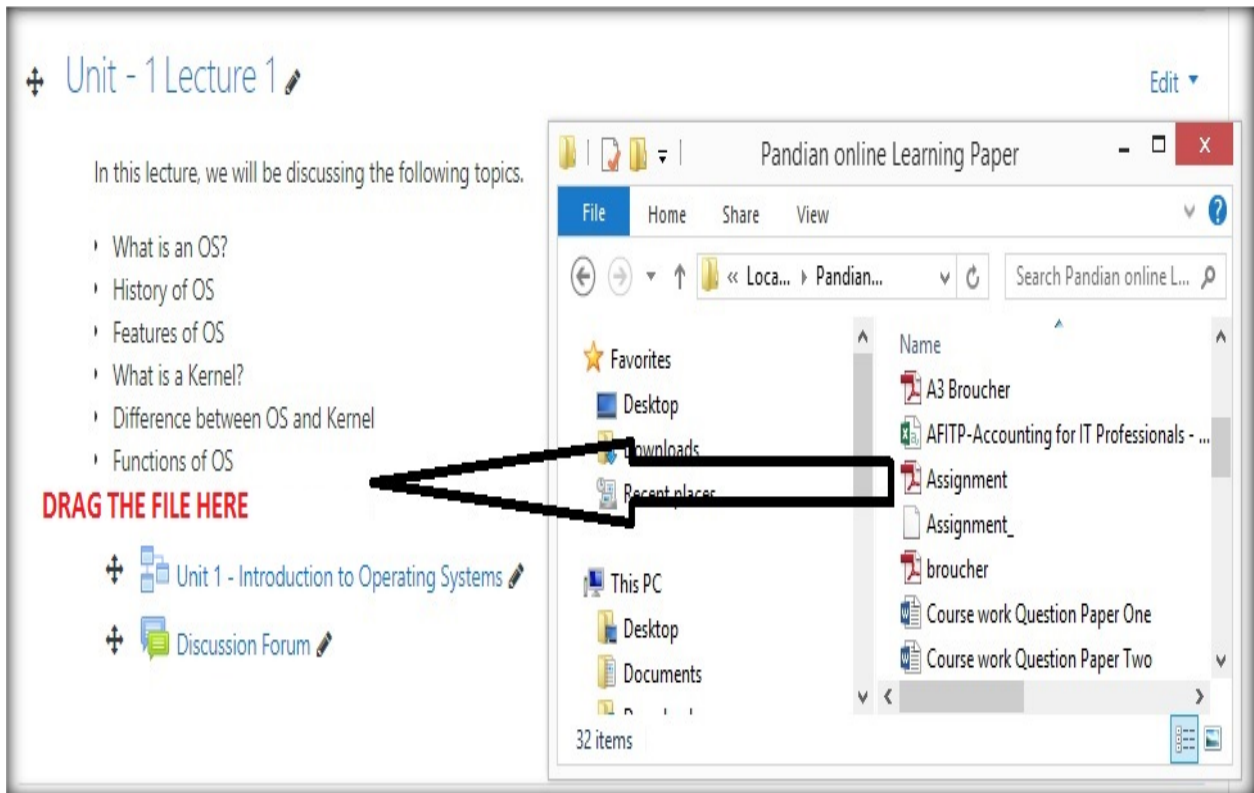 Unit - 1 Lecture 1
Edit
In this lecture, we will be discussing the following topics.
What is an OS?
History of OS
Features of OS
What is a Kernel?
Difference between OS and Kernel
Functions of OS
DRAG THE FILE HERE
Unit 1 - Introduction to Operating Systems
Discussion Forum
Pandian online Learning Paper
File Home Share View
« Loca... Pandian...
Search Pandian online L...
Favorites
Desktop
Downloads
Recent places
This PC
Desktop
Documents
Name
A3 Broucher
AFITP-Accounting for IT Professionals - ...
Assignment
Assignment_
broucher
Course work Question Paper One
Course work Question Paper Two
32 items